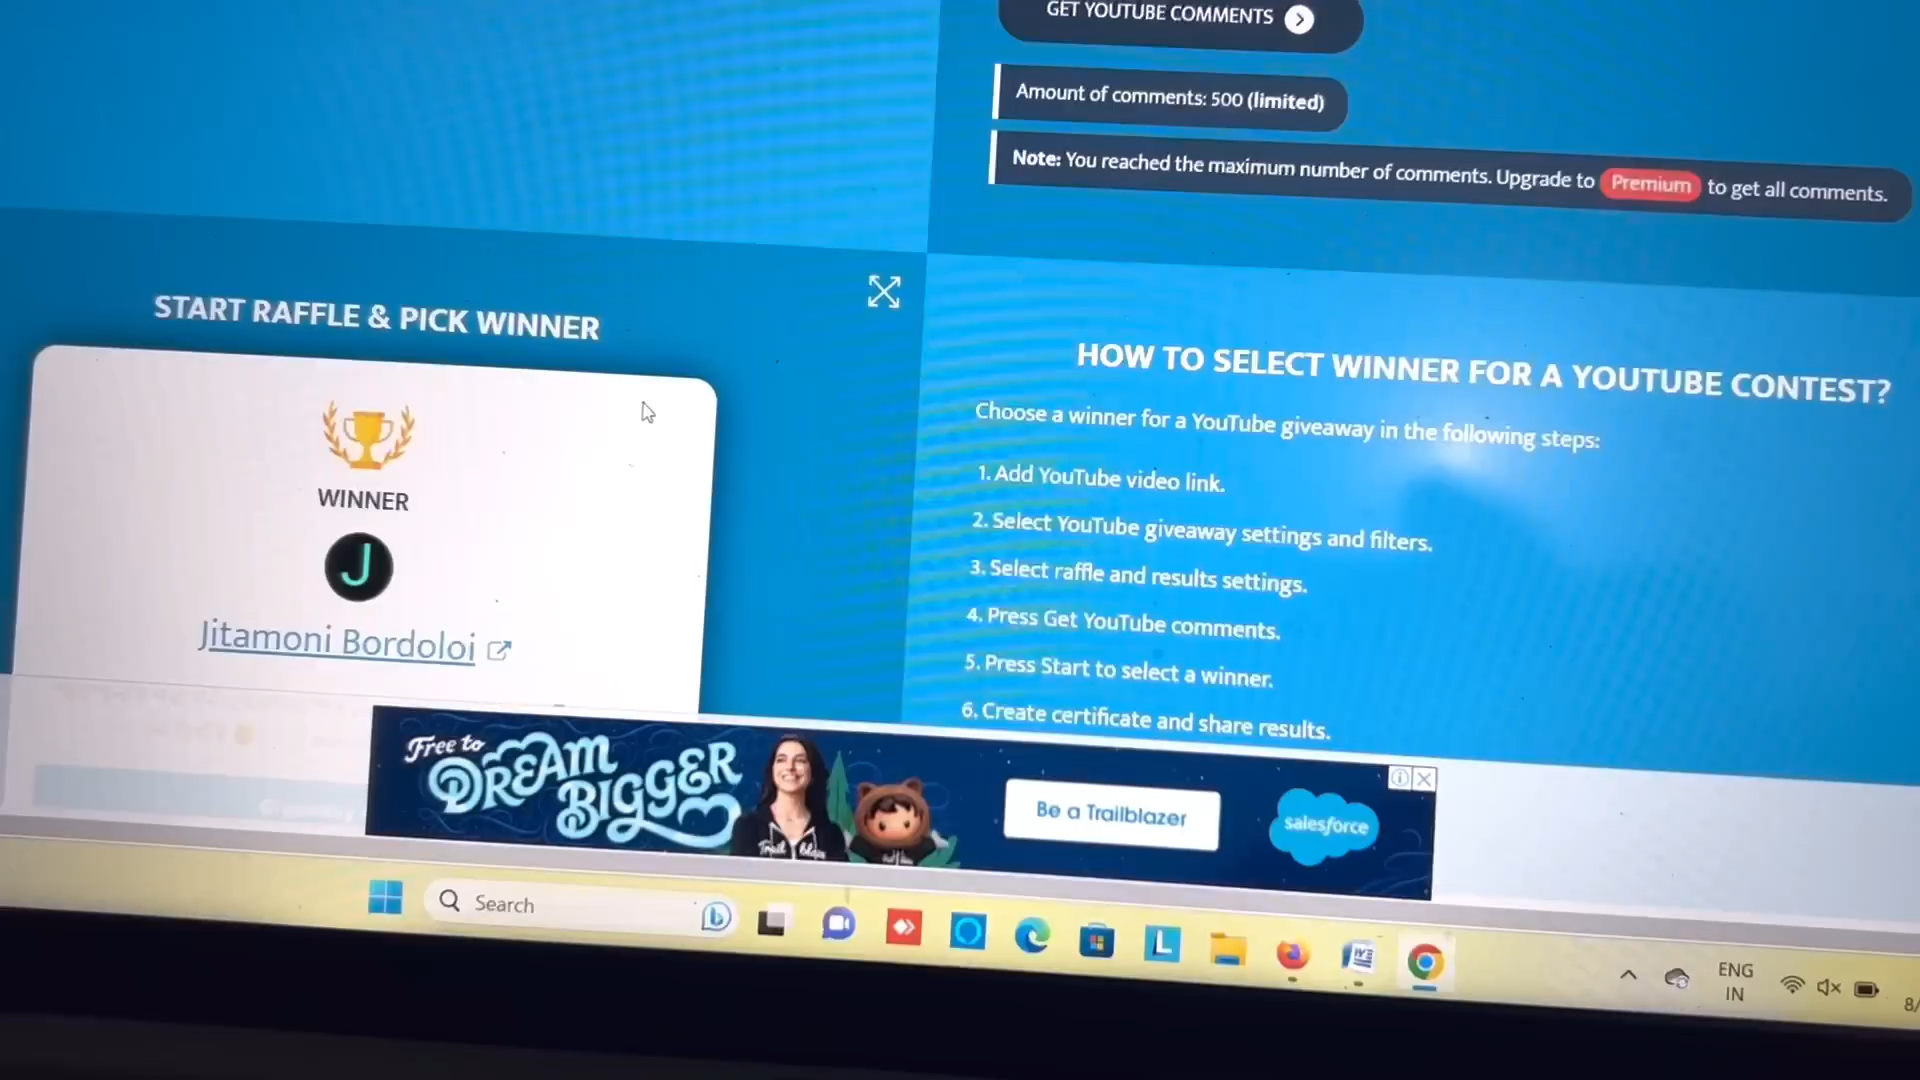 GET YOUTUBE COMMENTS
Amount of comments: 500 (limited)
Note: You reached the maximum number of comments. Upgrade to Premium to get all comments.
START RAFFLE & PICK WINNER
WINNER
J
Jitamoni Bordoloi
HOW TO SELECT WINNER FOR A YOUTUBE CONTEST?
Choose a winner for a YouTube giveaway in the following steps:
1. Add YouTube video link.
2. Select YouTube giveaway settings and filters.
3. Select raffle and results settings.
4. Press Get YouTube comments.
5. Press Start to select a winner.
6. Create certificate and share results.
Free to
DREAM
BIGGER
Be a Trailblazer
salesforce
Search
L
ENG
IN
8/